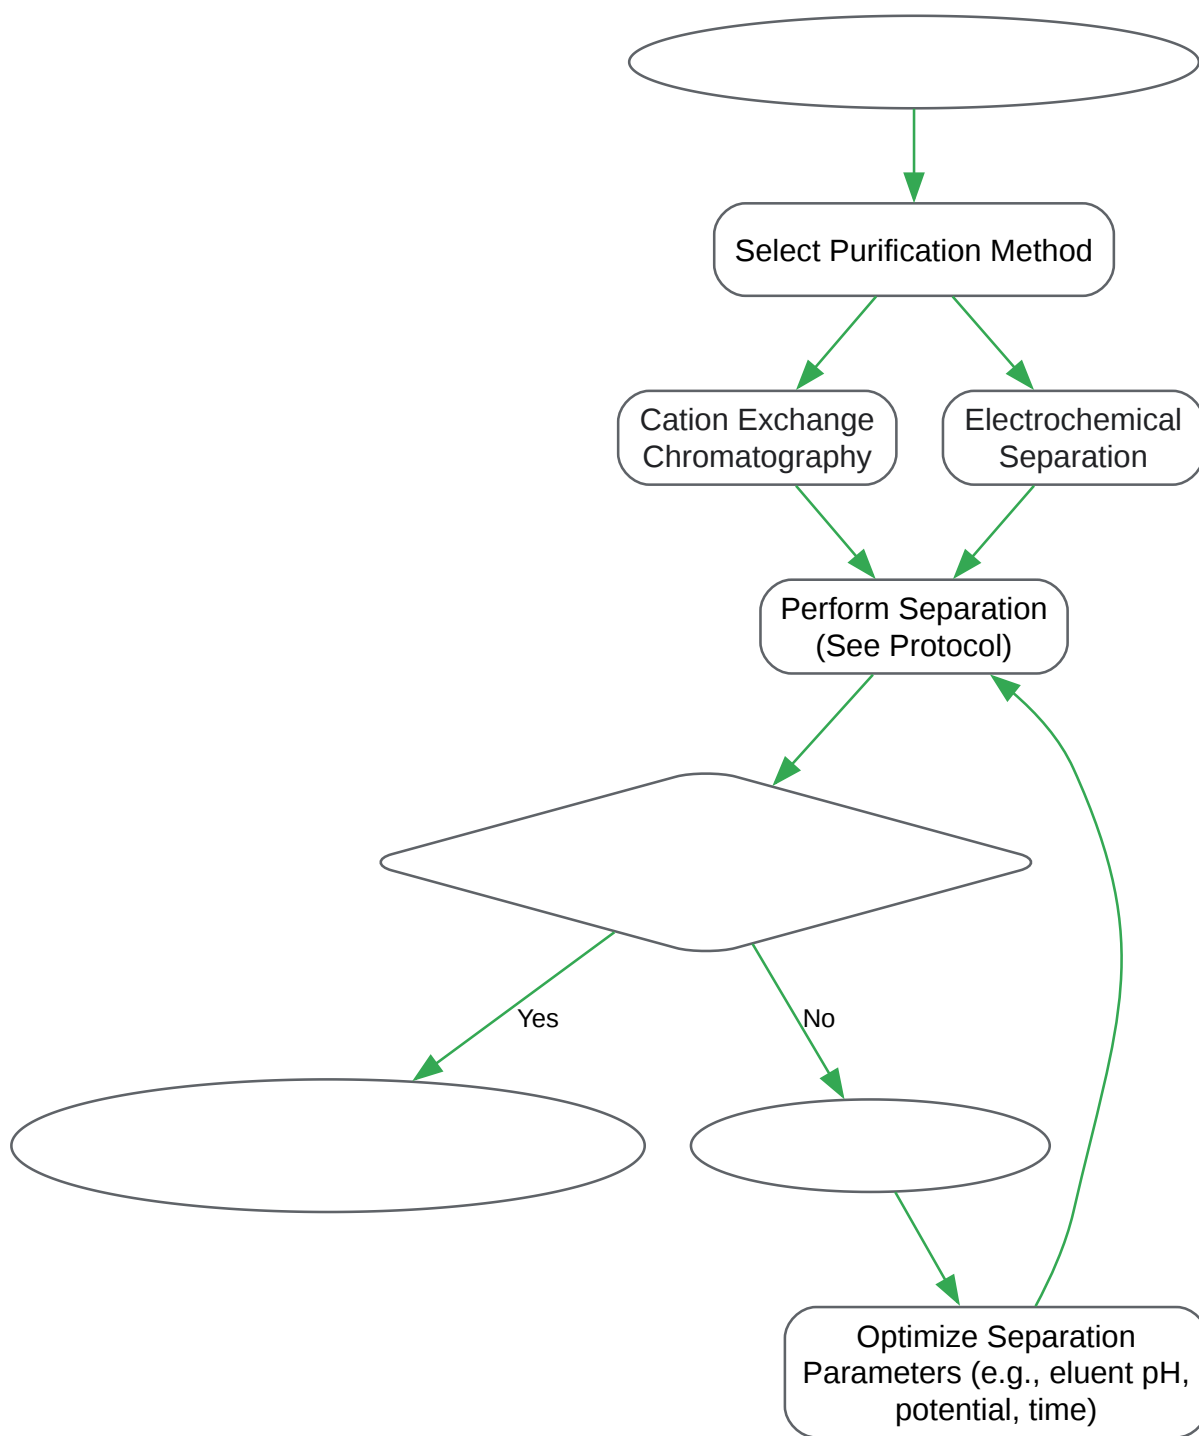 Select Purification Method
Cation Exchange
Chromatography
Electrochemical
Separation
Perform Separation
(See Protocol)
Yes
No
Optimize Separation
Parameters (e.g., eluent pH,
potential, time)